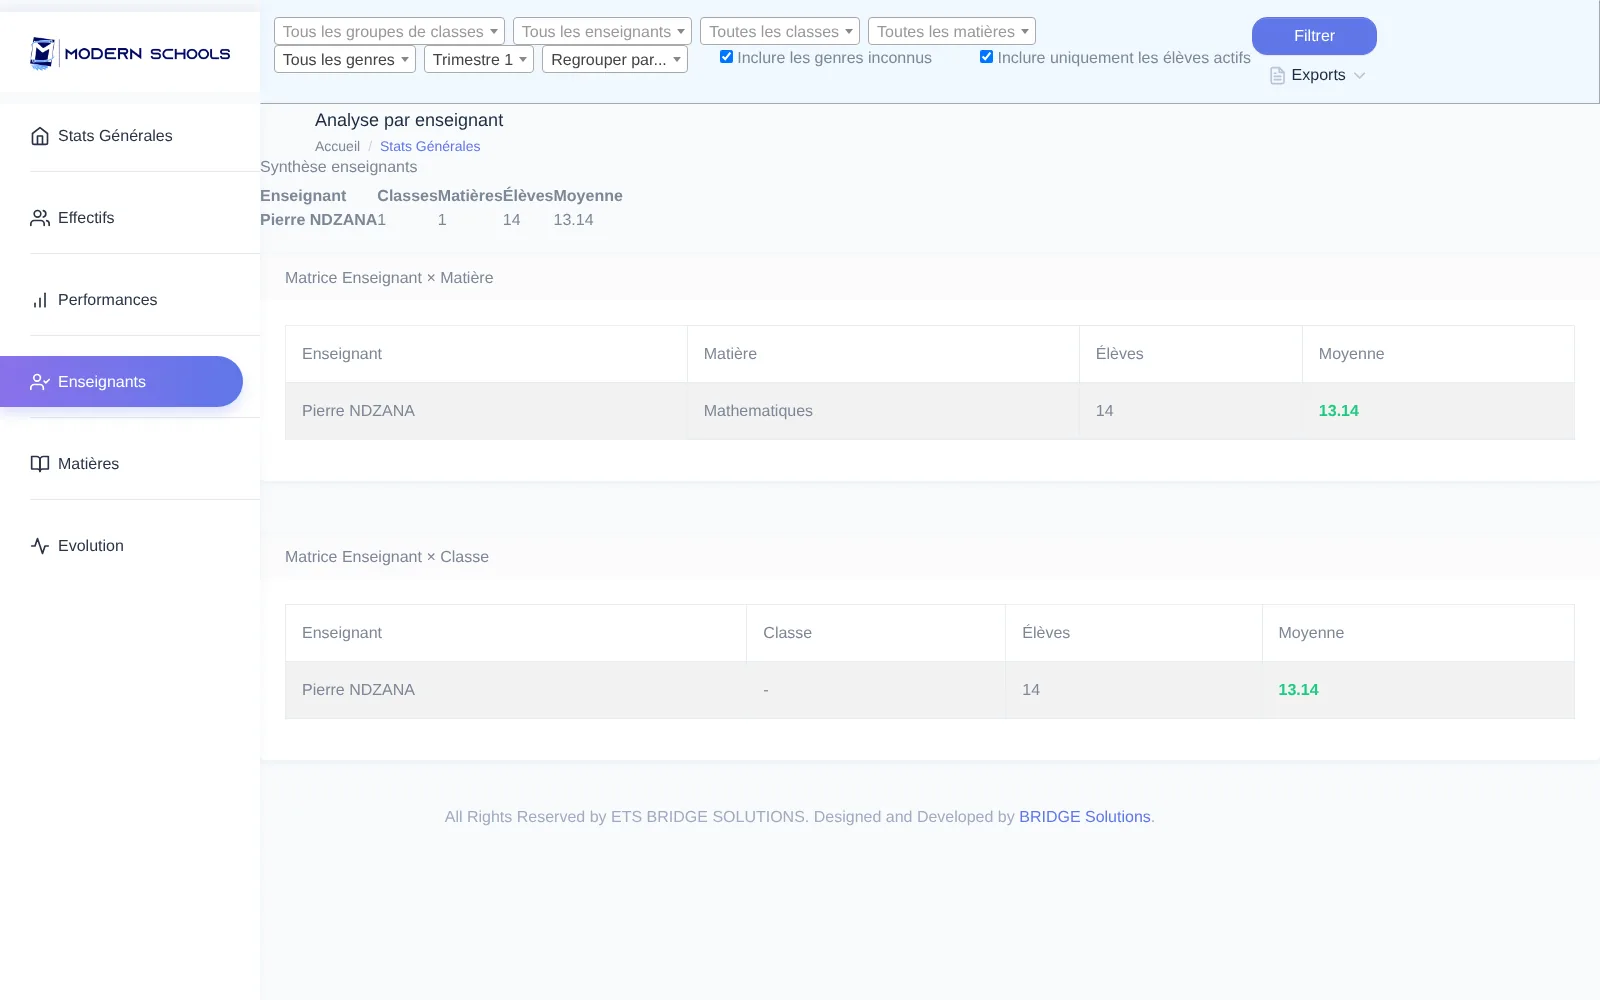 MODERN SCHOOLS
Tous les groupes de classes Tous les enseignants Toutes les classes Toutes les matières
Tous les genres Trimestre 1 Regrouper par... Inclure les genres inconnus Inclure uniquement les élèves actifs
Filtrer
Exports
Stats Générales
Effectifs
Performances
Enseignants
Matières
Evolution
Analyse par enseignant
Accueil / Stats Générales
Synthèse enseignants
Enseignant Classes Matières Élèves Moyenne
Pierre NDZANA 1 1 14 13.14
Matrice Enseignant × Matière
Enseignant Matière Élèves Moyenne
Pierre NDZANA Mathematiques 14 13.14
Matrice Enseignant × Classe
Enseignant Classe Élèves Moyenne
Pierre NDZANA - 14 13.14
All Rights Reserved by ETS BRIDGE SOLUTIONS. Designed and Developed by BRIDGE Solutions.